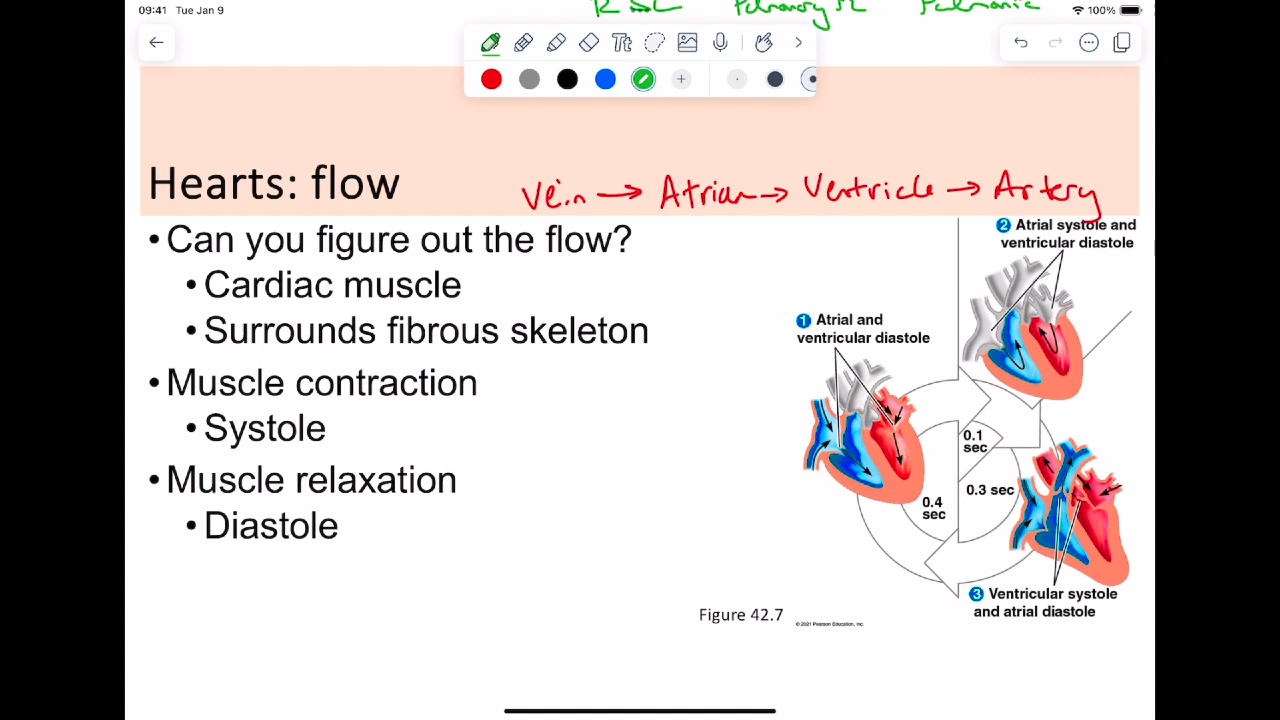 09:41 Tue Jan 9
100%
Tt
Hearts: flow
Vein → Atrium → Ventricle → Artery
• Can you figure out the flow?
• Cardiac muscle
• Surrounds fibrous skeleton
• Muscle contraction
• Systole
• Muscle relaxation
• Diastole
2 Atrial systole and
ventricular diastole
1 Atrial and
ventricular diastole
0.1
sec
0.3 sec
0.4
sec
3 Ventricular systole
and atrial diastole
Figure 42.7
© 2021 Pearson Education, Inc.